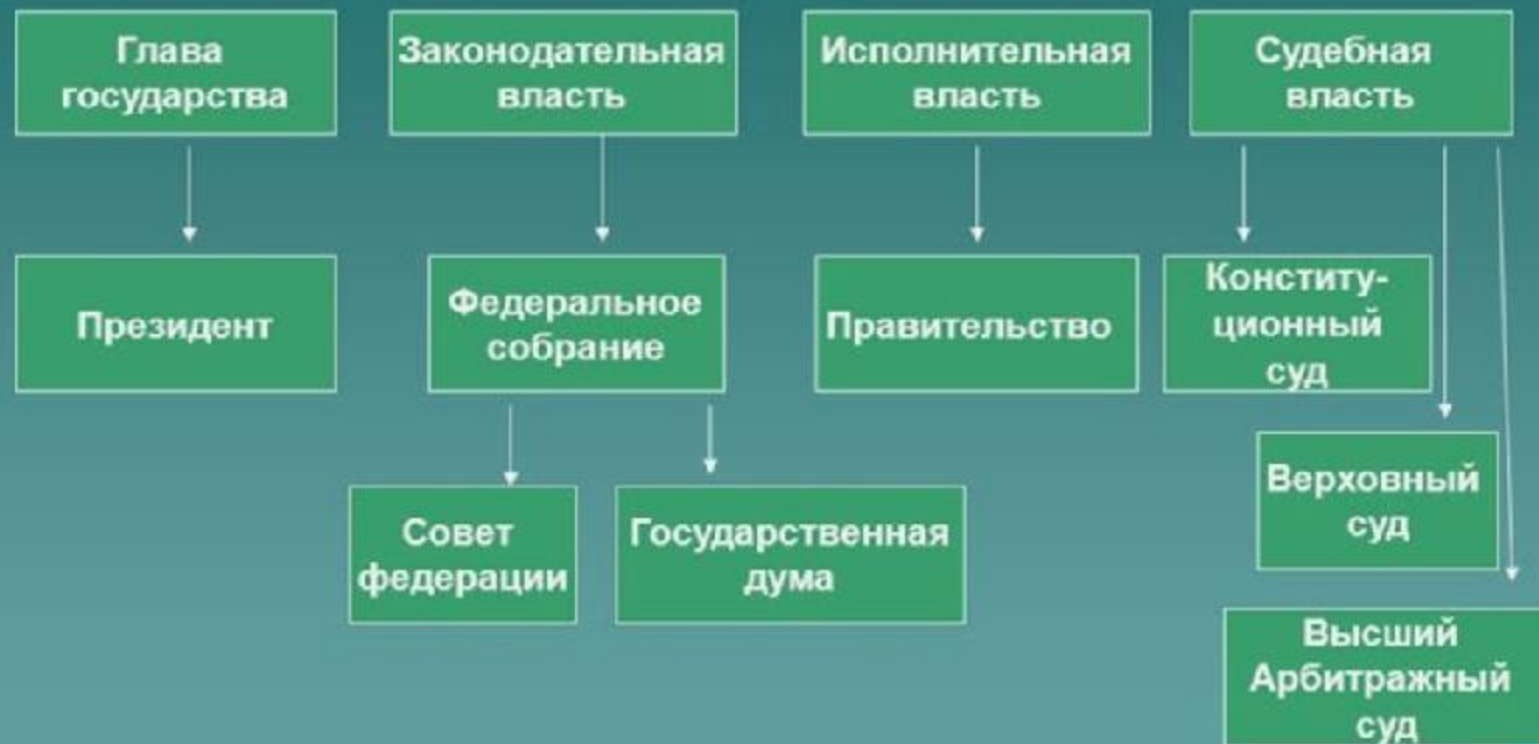 Глава
государства
Законодательная
власть
Исполнительная
власть
Судебная
власть
Президент
Федеральное
собрание
Правительство
Конститу-
ционный
суд
Совет
федерации
Государственная
дума
Верховный
суд
Высший
Арбитражный
суд